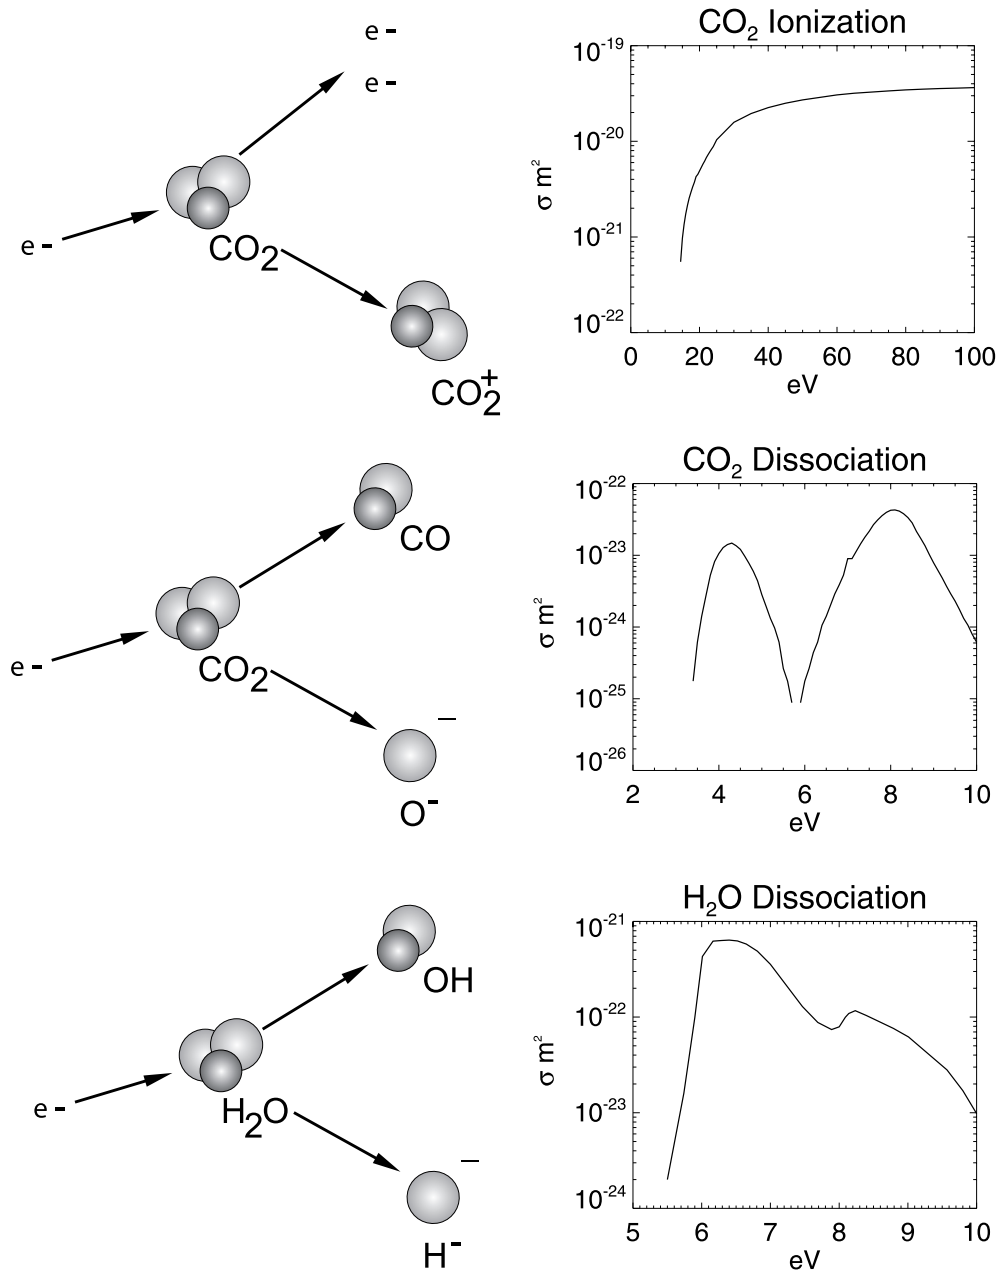 e-
e-
e-
CO₂
CO₂⁺
CO₂ Ionization
10⁻¹⁹
10⁻²⁰
10⁻²¹
10⁻²²
σ m²
0 20 40 60 80 100
eV
CO
e-
CO₂
−
O⁻
CO₂ Dissociation
10⁻²²
10⁻²³
10⁻²⁴
10⁻²⁵
10⁻²⁶
σ m²
2 4 6 8 10
eV
OH
e-
H₂O
−
H⁻
H₂O Dissociation
10⁻²¹
10⁻²²
10⁻²³
10⁻²⁴
σ m²
5 6 7 8 9 10
eV